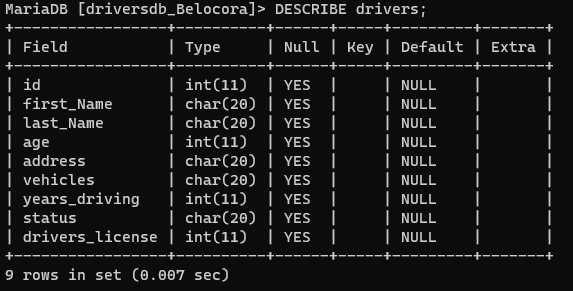 MariaDB [driversdb_Belocora]> DESCRIBE drivers;
+-----------------+----------+------+-----+---------+-------+
| Field           | Type     | Null | Key | Default | Extra |
+-----------------+----------+------+-----+---------+-------+
| id              | int(11)  | YES  |     | NULL    |       |
| first_Name      | char(20) | YES  |     | NULL    |       |
| last_Name       | char(20) | YES  |     | NULL    |       |
| age             | int(11)  | YES  |     | NULL    |       |
| address         | char(20) | YES  |     | NULL    |       |
| vehicles        | char(20) | YES  |     | NULL    |       |
| years_driving   | int(11)  | YES  |     | NULL    |       |
| status          | char(20) | YES  |     | NULL    |       |
| drivers_license | int(11)  | YES  |     | NULL    |       |
+-----------------+----------+------+-----+---------+-------+
9 rows in set (0.007 sec)